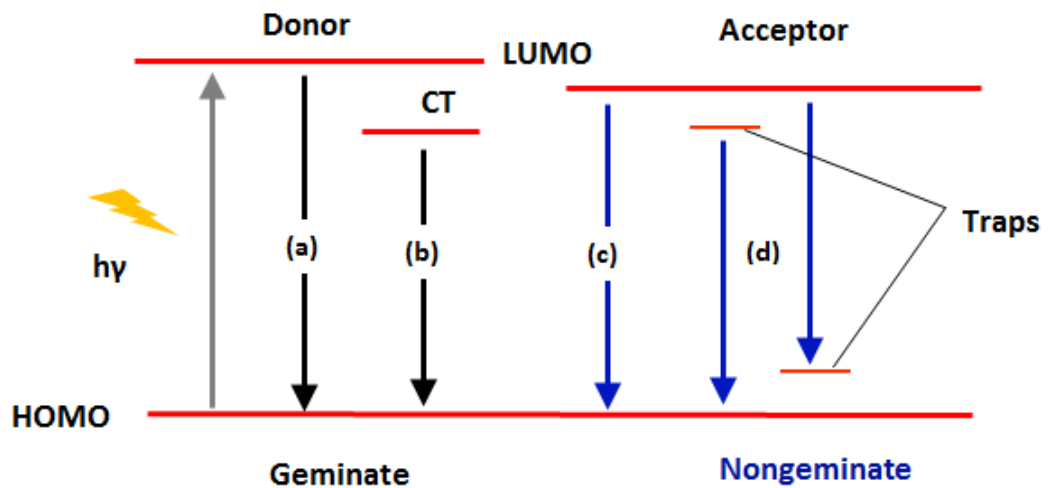 Donor
Acceptor
LUMO
CT
Traps
(a)
(b)
(c)
(d)
hγ
HOMO
Geminate
Nongeminate